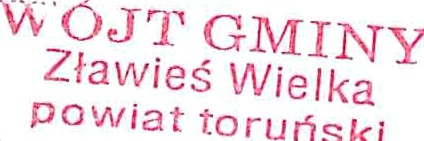 WÓJT GMINY
Zławieś Wielka
powiat toruński